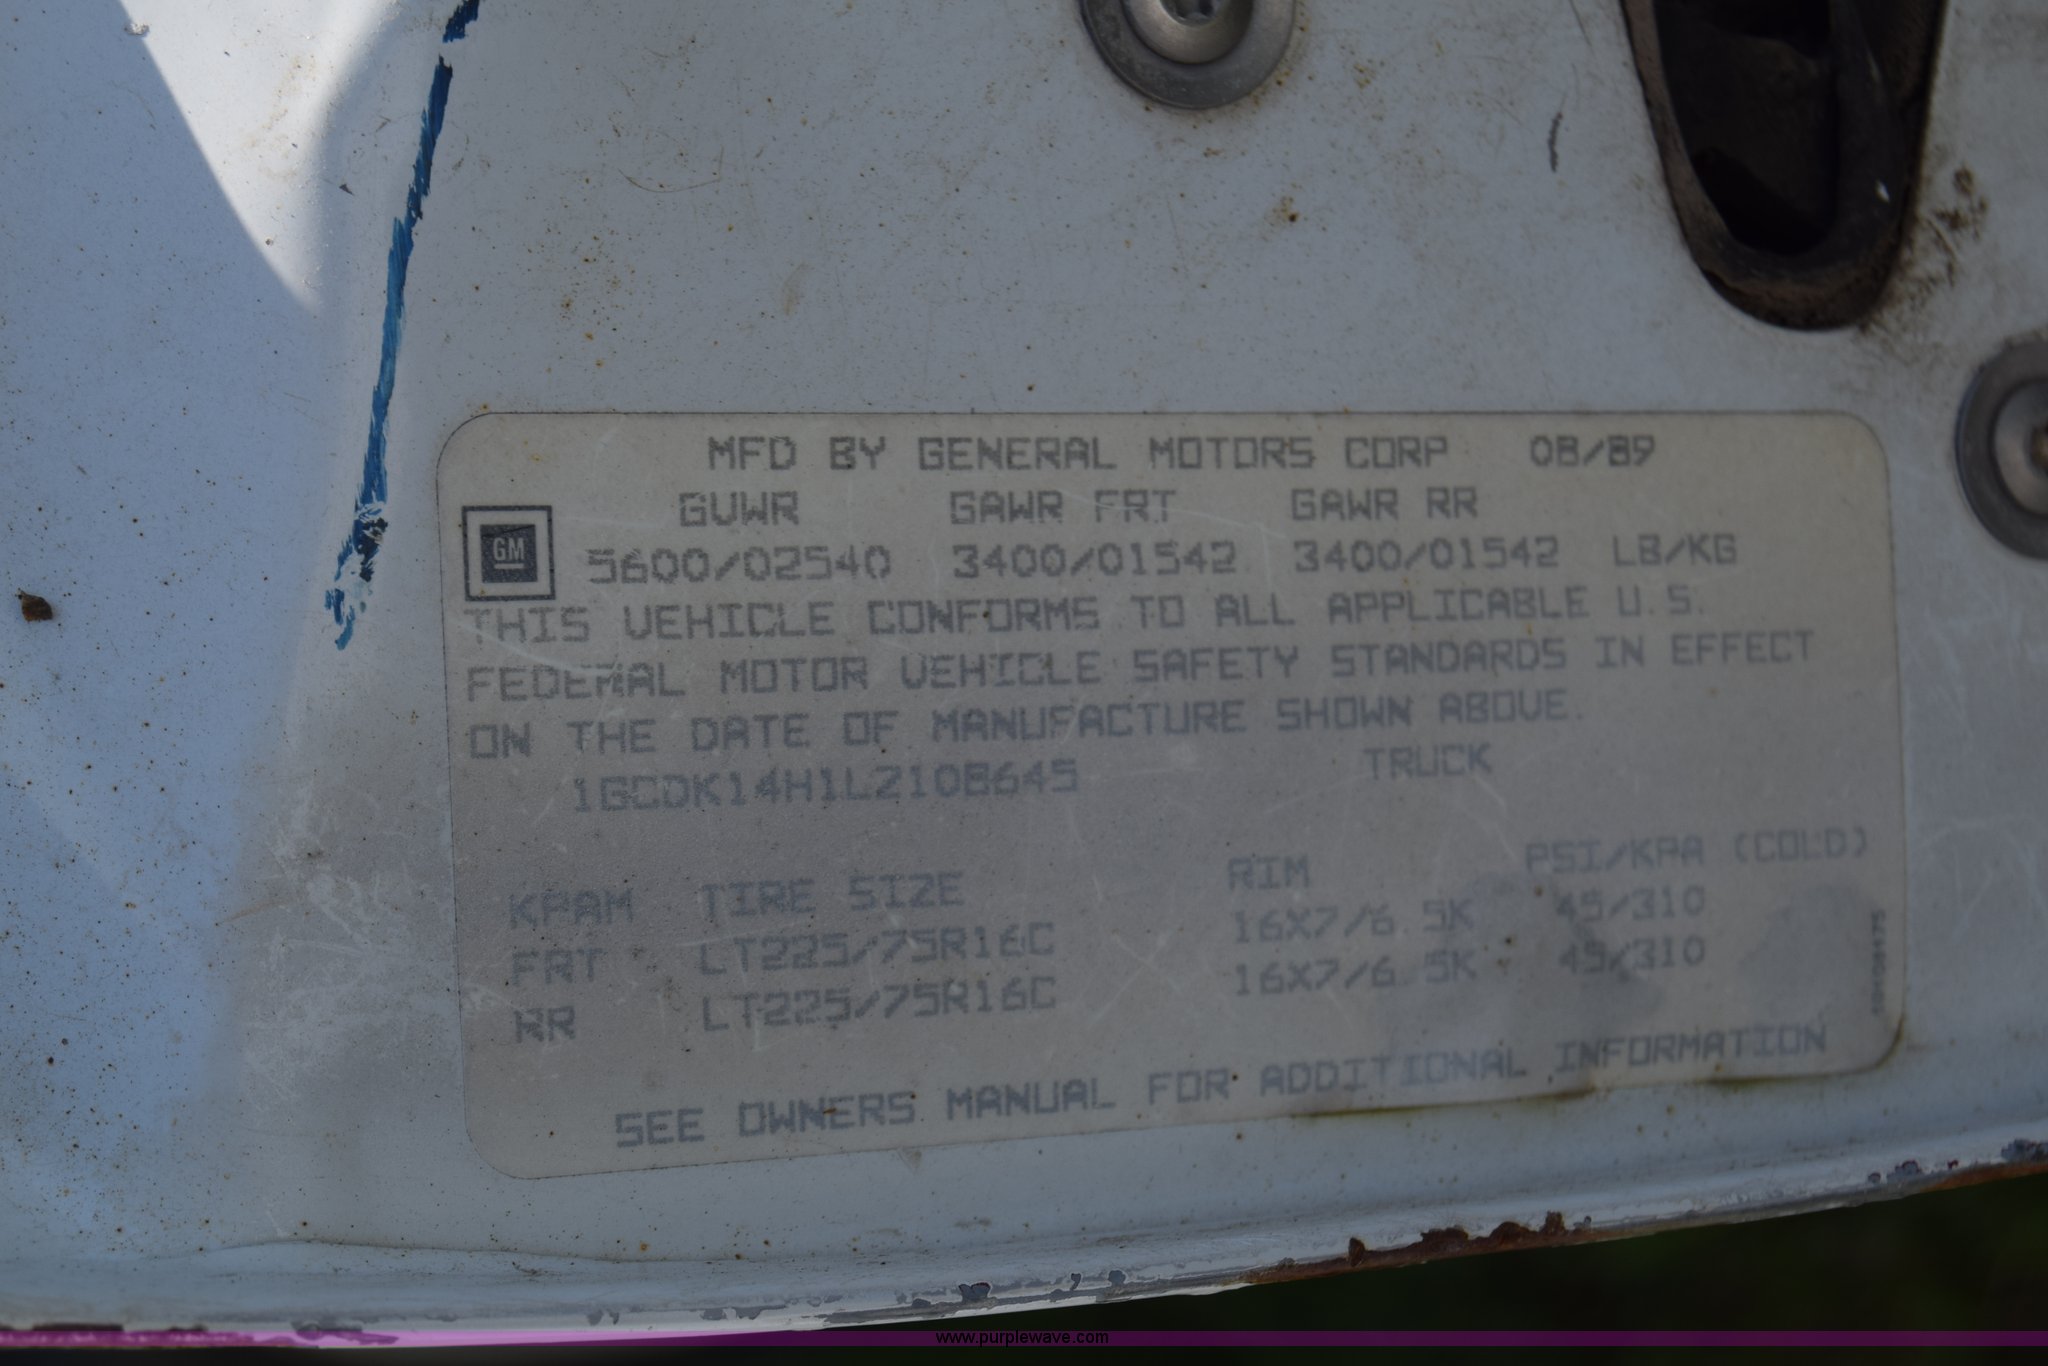 MFD BY GENERAL MOTORS CORP 08/89
GVWR GAWR FRT GAWR RR
GM
5600/02540 3400/01542 3400/01542 LB/KG
THIS VEHICLE CONFORMS TO ALL APPLICABLE U.S.
FEDERAL MOTOR VEHICLE SAFETY STANDARDS IN EFFECT
ON THE DATE OF MANUFACTURE SHOWN ABOVE.
1GCDK14H1LZ108645 TRUCK
KPAM TIRE SIZE RIM PSI/KPA (COLD)
FRT LT225/75R16C 16X7/6.5K 45/310
RR LT225/75R16C 16X7/6.5K 45/310
SEE OWNERS MANUAL FOR ADDITIONAL INFORMATION
www.purplewave.com